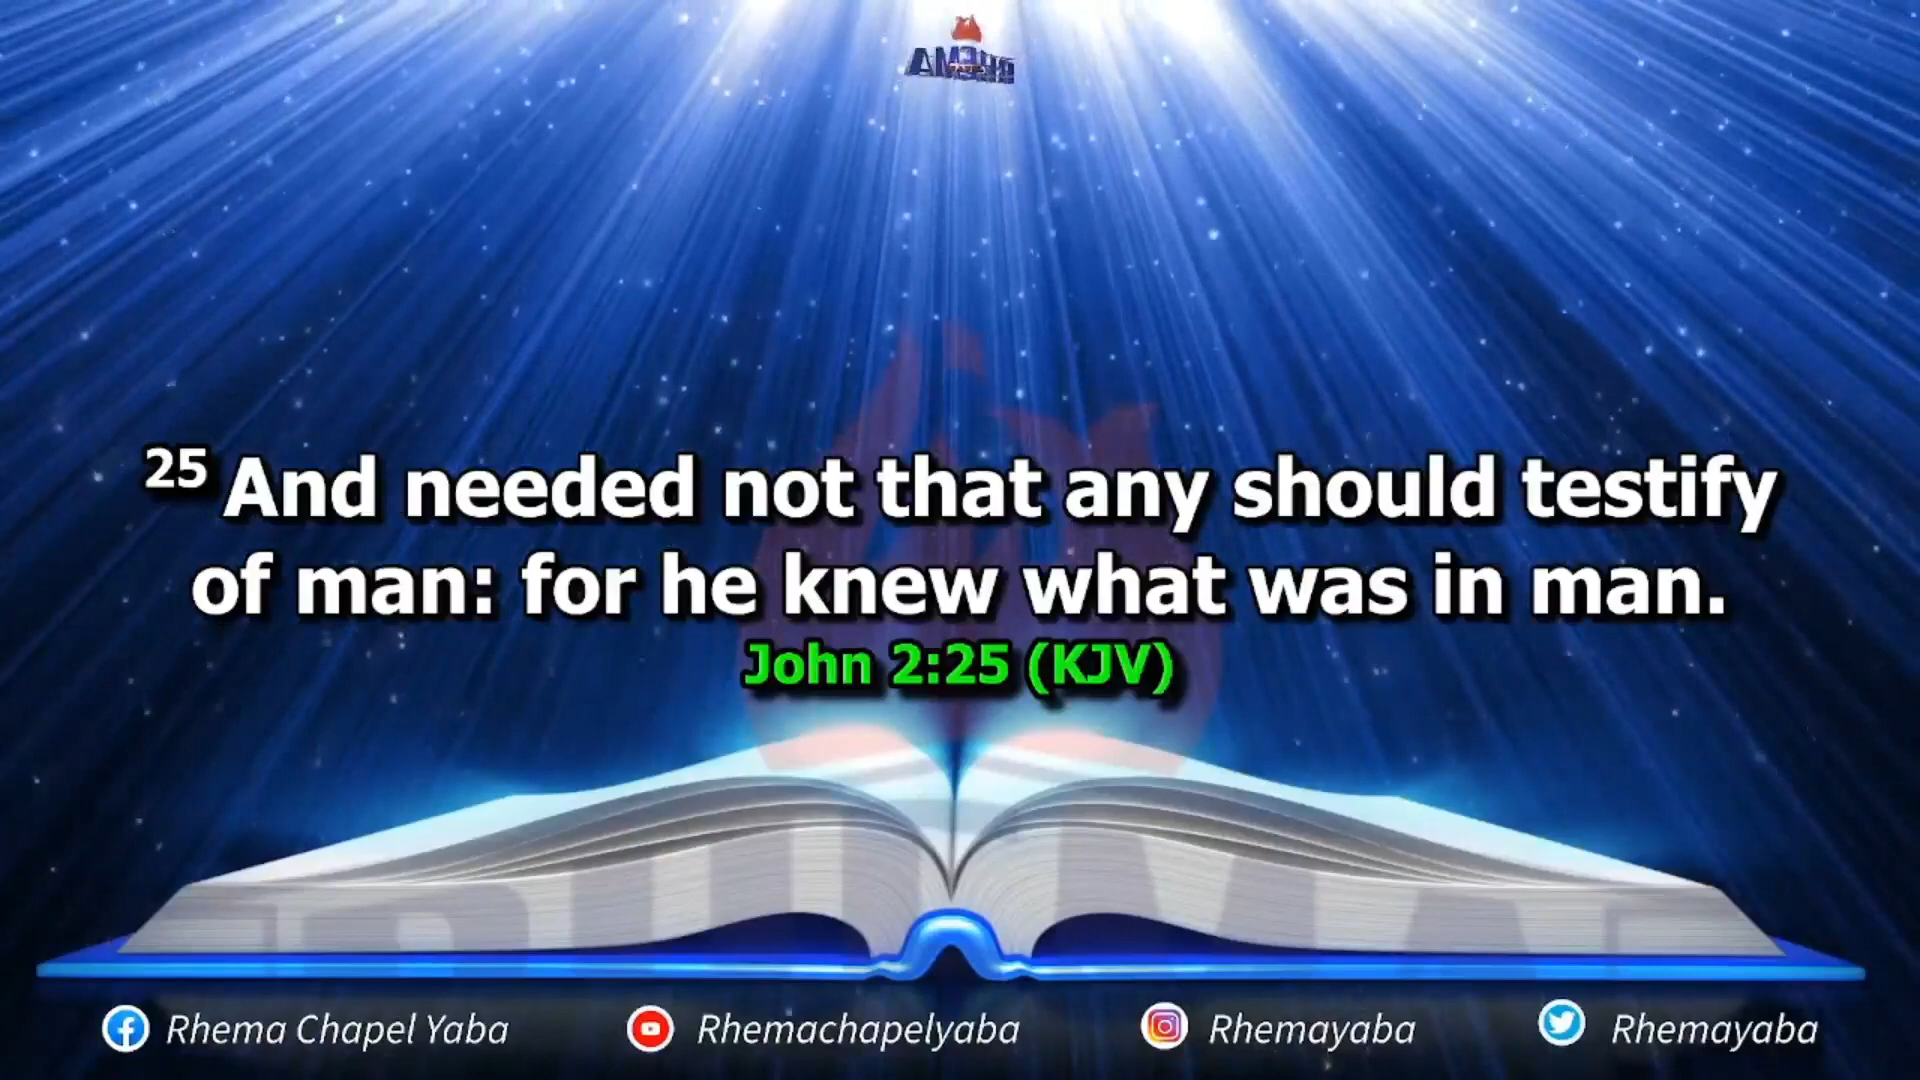 25 And needed not that any should testify
of man: for he knew what was in man.
John 2:25 (KJV)
Rhema Chapel Yaba
Rhemachapelyaba
Rhemayaba
Rhemayaba